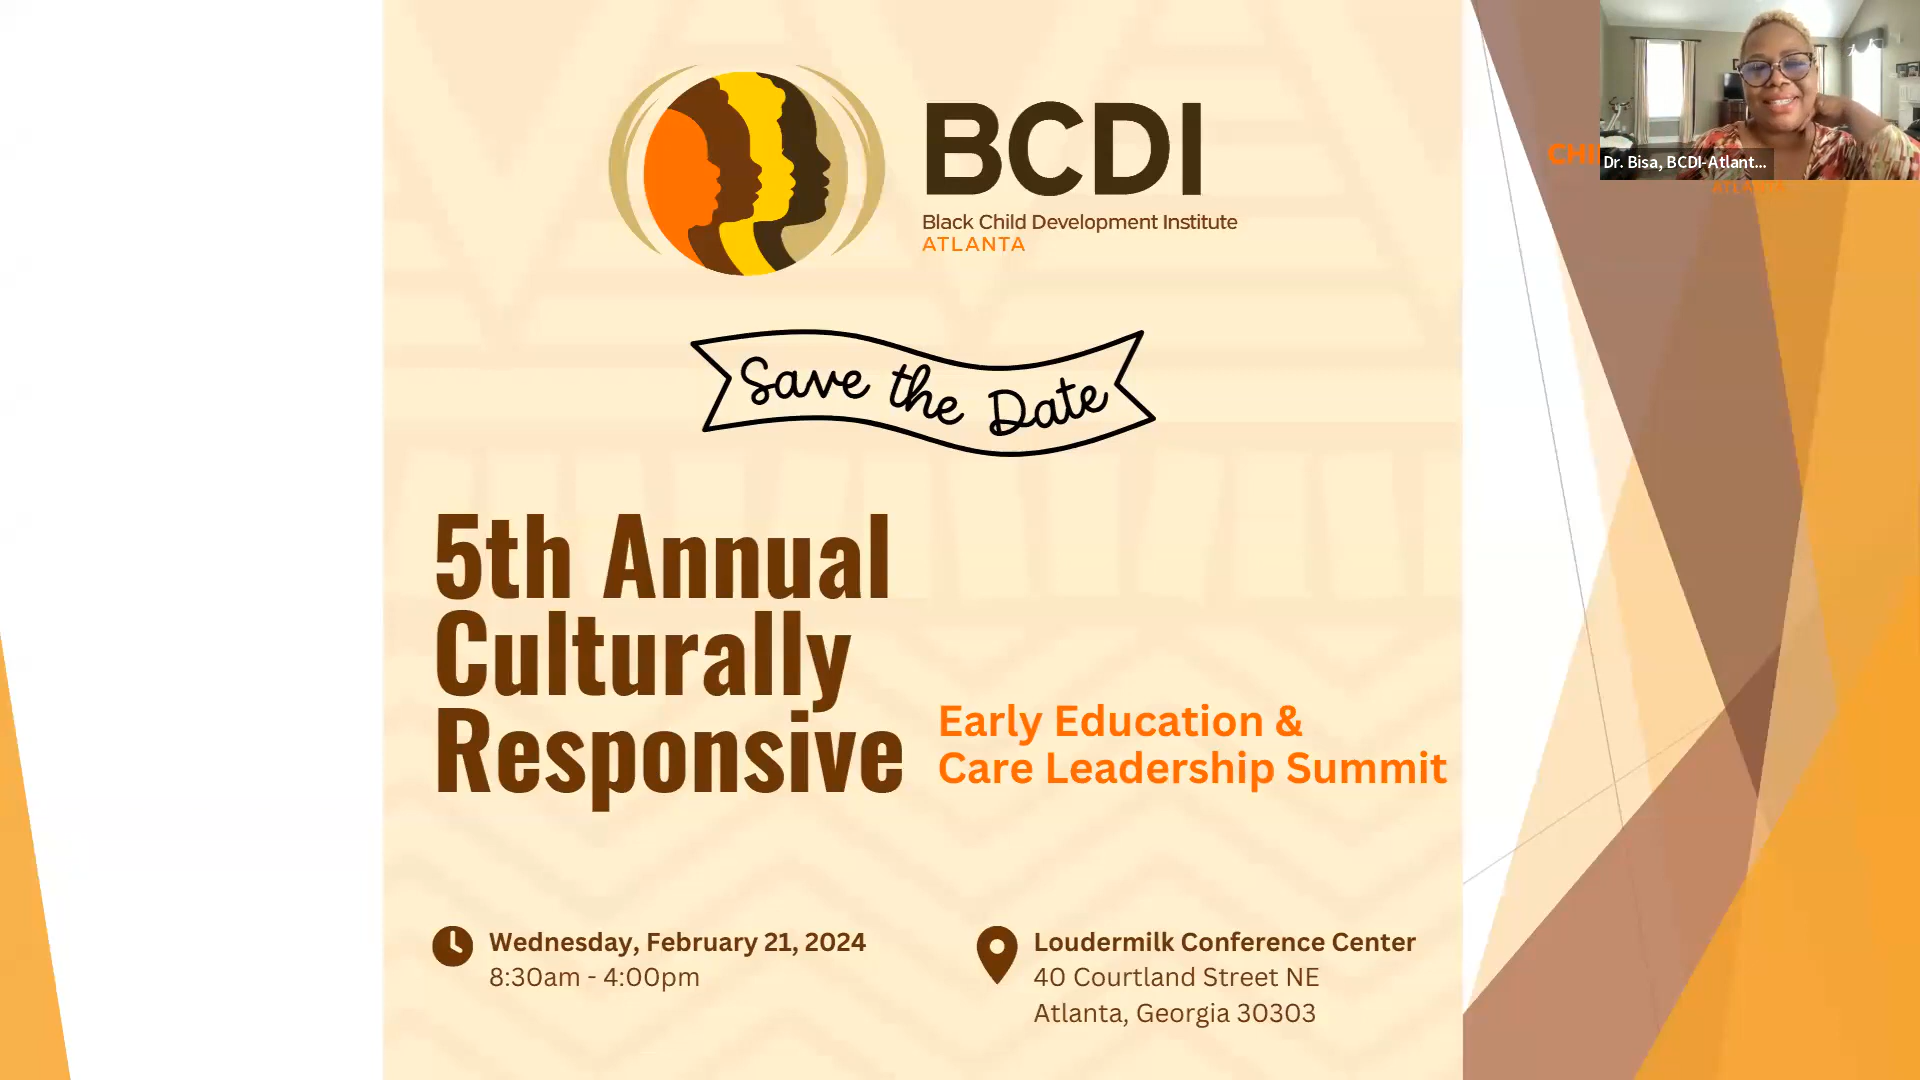 BCDI
Black Child Development Institute
ATLANTA
Save the Date
5th Annual
Culturally
Responsive
Early Education &
Care Leadership Summit
Wednesday, February 21, 2024
8:30am - 4:00pm
Loudermilk Conference Center
40 Courtland Street NE
Atlanta, Georgia 30303
Dr. Bisa, BCDI-Atlant...
ATLANTA